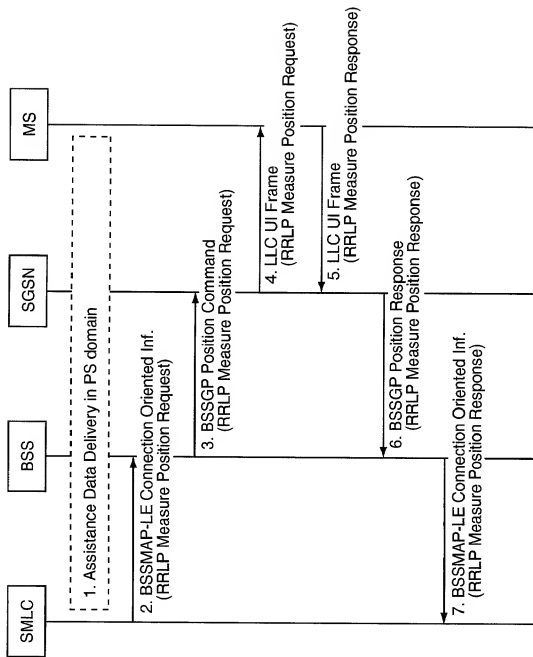 SMLC
BSS
SGSN
MS
1. Assistance Data Delivery in PS domain
2. BSSMAP-LE Connection Oriented Inf.
(RRLP Measure Position Request)
3. BSSGP Position Command
(RRLP Measure Position Request)
4. LLC UI Frame
(RRLP Measure Position Request)
5. LLC UI Frame
(RRLP Measure Position Response)
6. BSSGP Position Response
(RRLP Measure Position Response)
7. BSSMAP-LE Connection Oriented Inf.
(RRLP Measure Position Response)